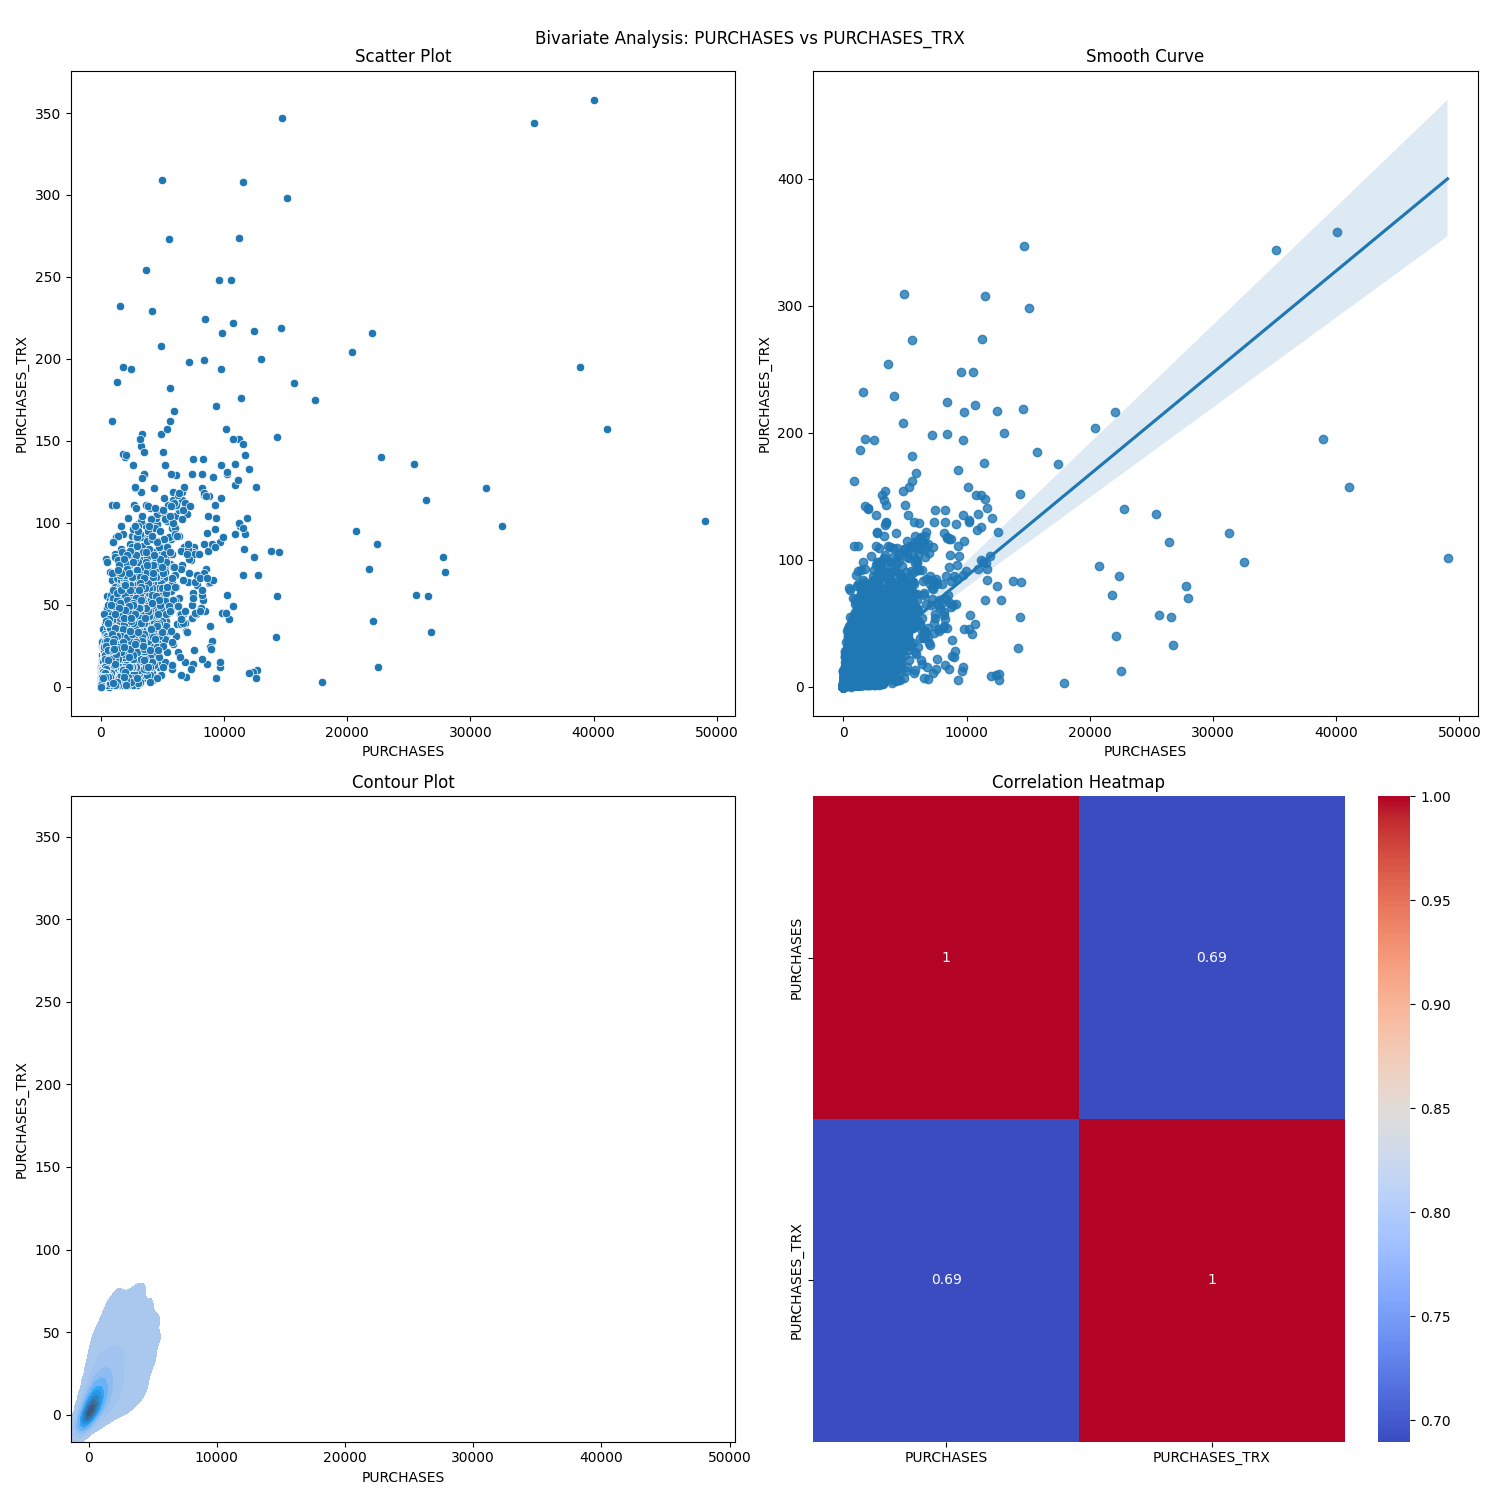 Bivariate Analysis: PURCHASES vs PURCHASES_TRX
Scatter Plot
350
300
250
200
150
100
50
0
PURCHASES_TRX
0 10000 20000 30000 40000 50000
PURCHASES
Smooth Curve
400
300
200
100
0
PURCHASES_TRX
0 10000 20000 30000 40000 50000
PURCHASES
Contour Plot
350
300
250
200
150
100
50
0
PURCHASES_TRX
0 10000 20000 30000 40000 50000
PURCHASES
Correlation Heatmap
PURCHASES
PURCHASES_TRX
1 0.69
0.69 1
PURCHASES PURCHASES_TRX
1.00
0.95
0.90
0.85
0.80
0.75
0.70